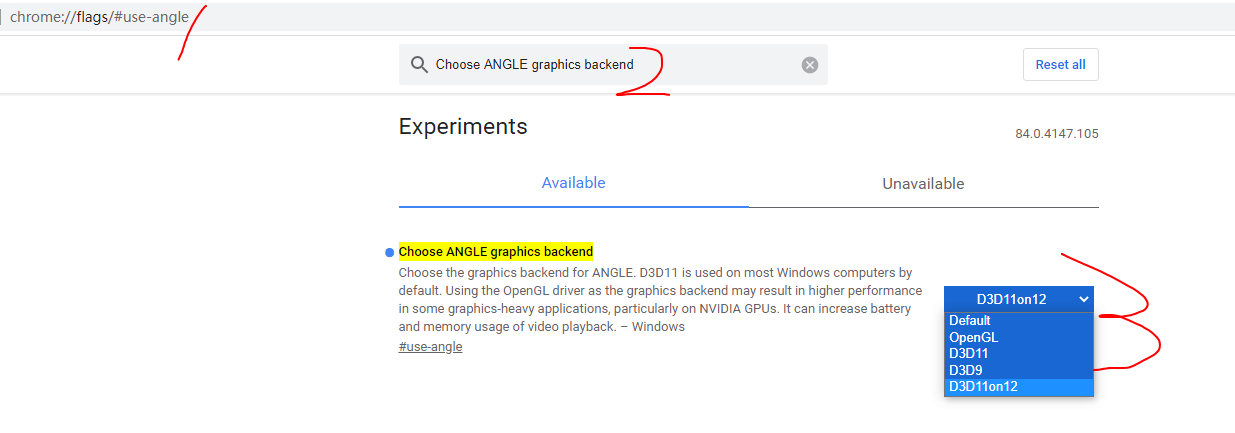 chrome://flags/#use-angle
1
Choose ANGLE graphics backend
2
Reset all
Experiments
84.0.4147.105
Available
Unavailable
Choose ANGLE graphics backend
Choose the graphics backend for ANGLE. D3D11 is used on most Windows computers by
default. Using the OpenGL driver as the graphics backend may result in higher performance
in some graphics-heavy applications, particularly on NVIDIA GPUs. It can increase battery
and memory usage of video playback. – Windows
#use-angle
D3D11on12
Default
OpenGL
D3D11
D3D9
D3D11on12
3